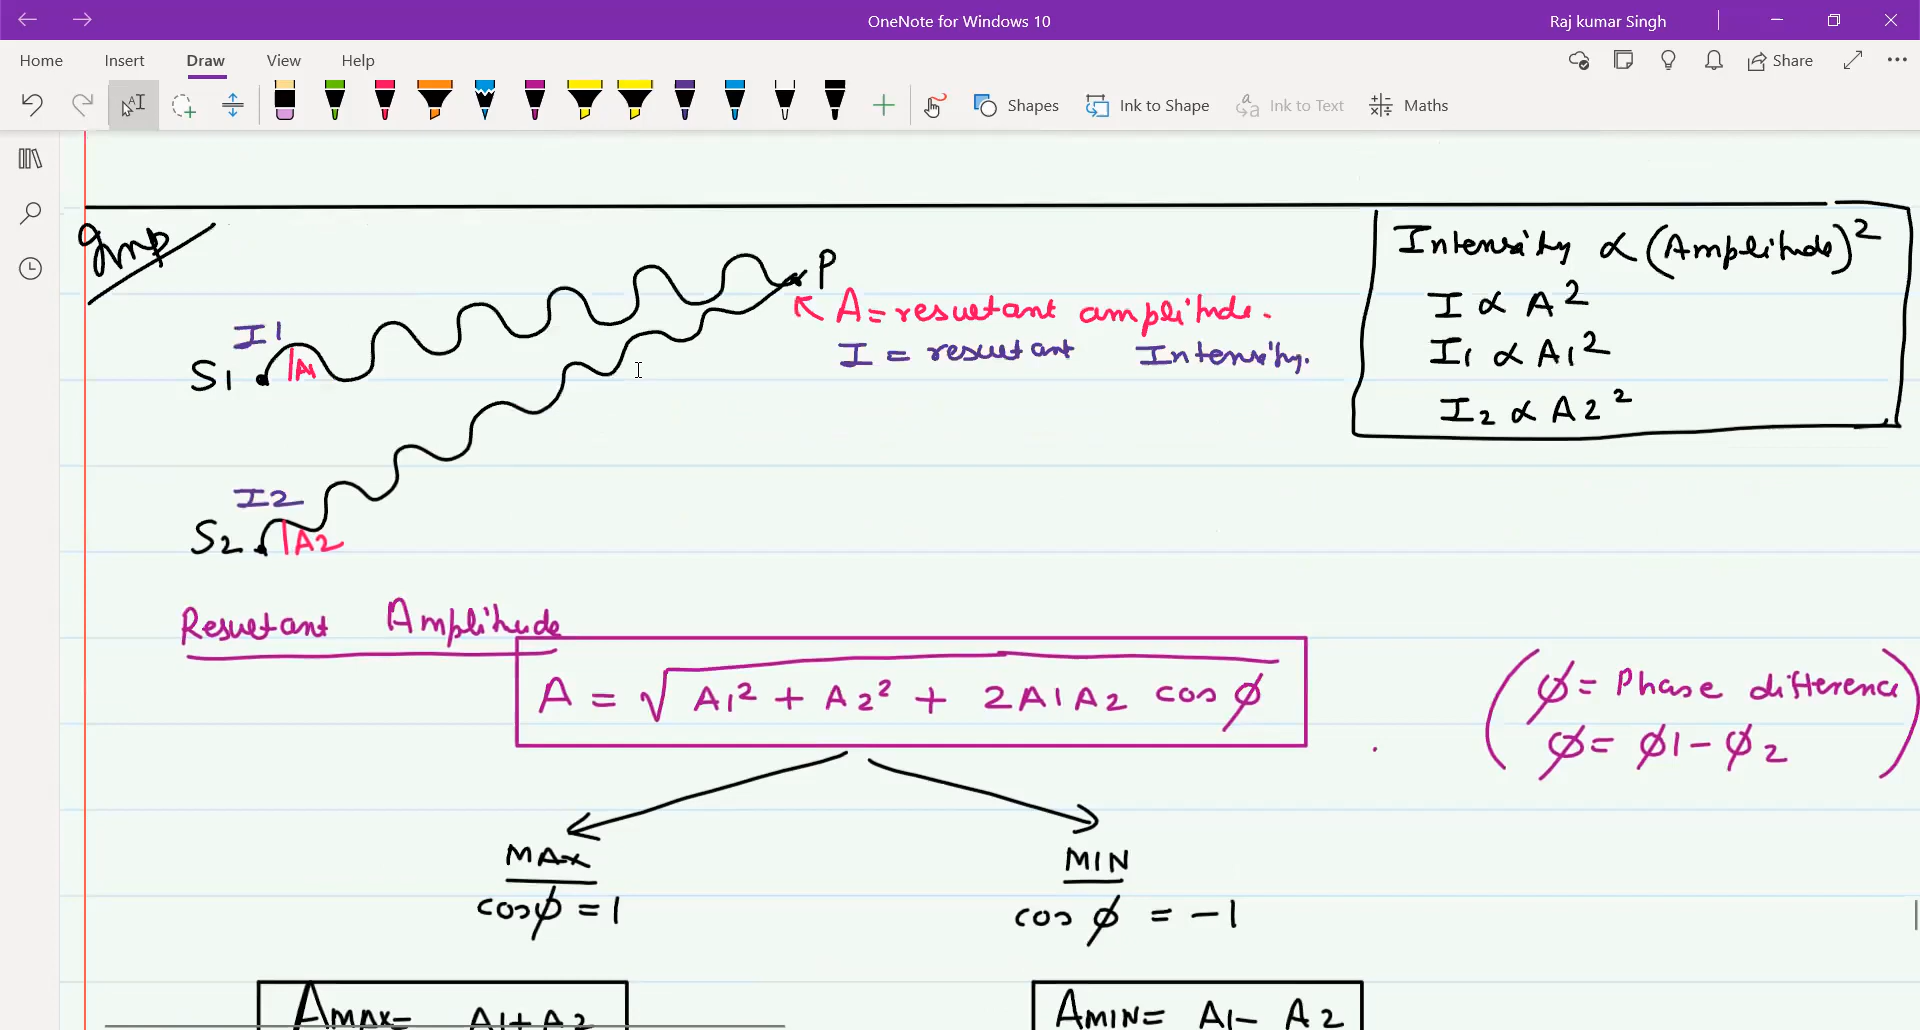 OneNote for Windows 10
Raj kumar Singh
Home Insert Draw View Help
Share
Shapes Ink to Shape Ink to Text Maths
Imp
P
A = resultant amplitude.
I = resultant Intensity.
I1
S1 A1
I2
S2 A2
Intensity ∝ (Amplitude)²
I ∝ A²
I1 ∝ A1²
I2 ∝ A2²
Resultant Amplitude
A = √A1² + A2² + 2A1A2 cos ϕ
(ϕ = Phase difference
ϕ = ϕ1 - ϕ2)
MAX
cosϕ = 1
MIN
cos ϕ = -1
AMAX= A1+A2
AMIN= A1- A2